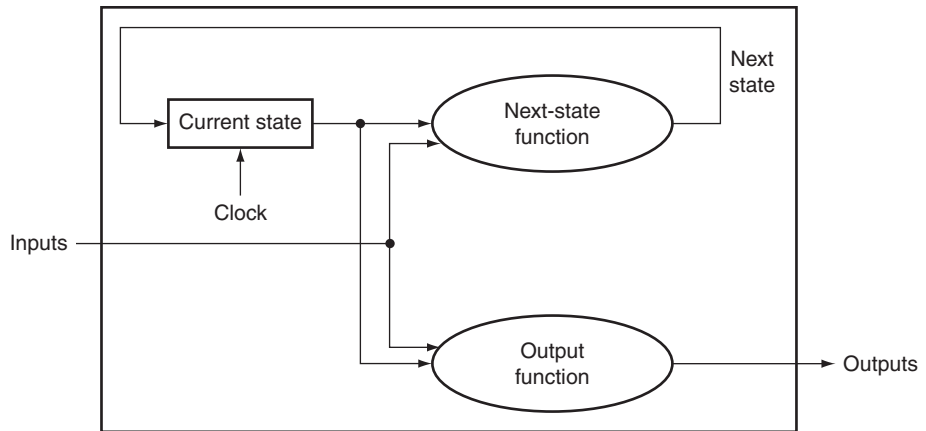 Next
state
Current state
Next-state
function
Clock
Inputs
Output
function
Outputs